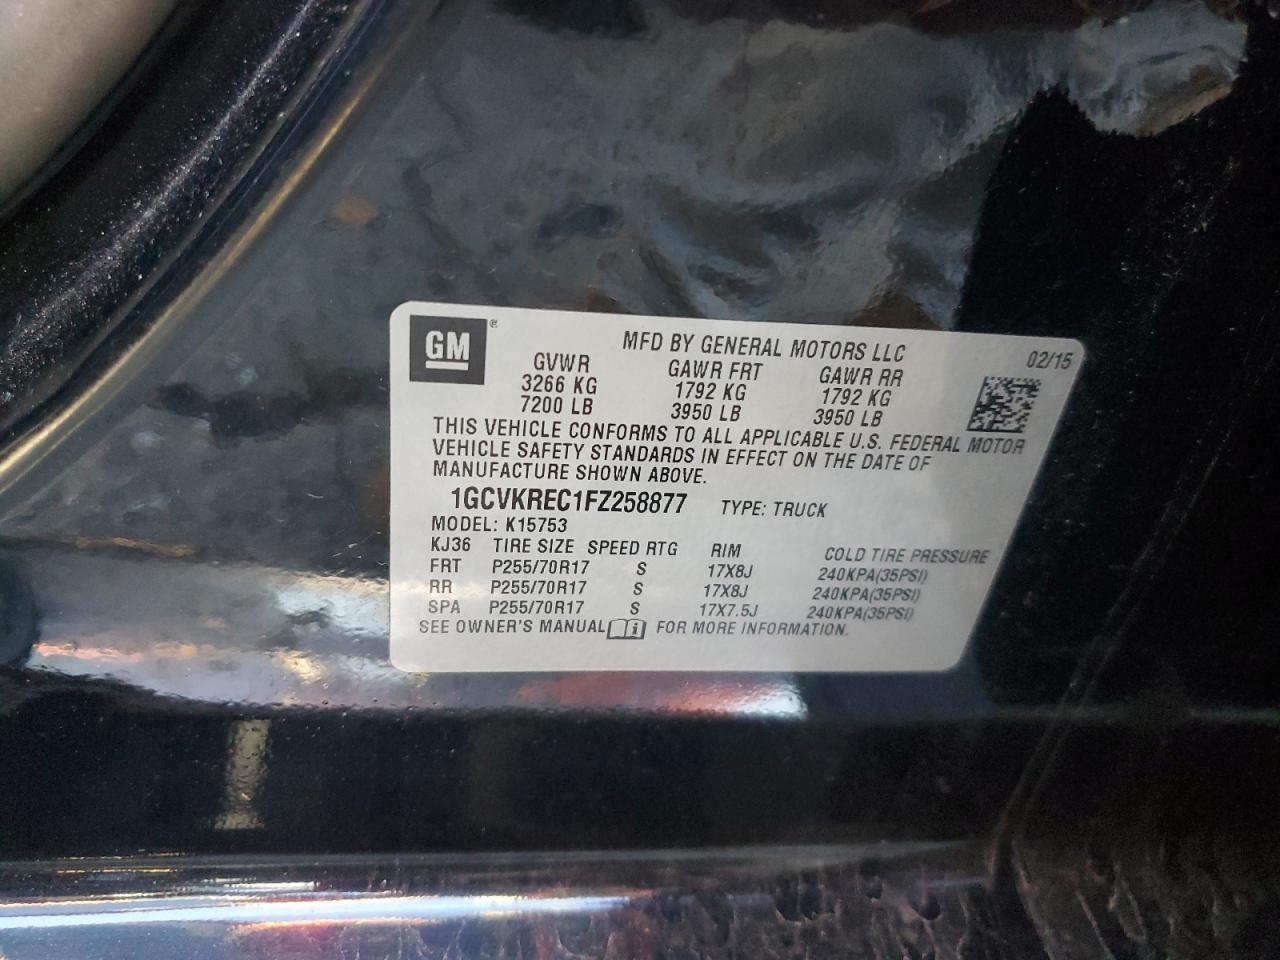 GM® MFD BY GENERAL MOTORS LLC 02/15
GVWR GAWR FRT GAWR RR
3266 KG 1792 KG 1792 KG
7200 LB 3950 LB 3950 LB
THIS VEHICLE CONFORMS TO ALL APPLICABLE U.S. FEDERAL MOTOR
VEHICLE SAFETY STANDARDS IN EFFECT ON THE DATE OF
MANUFACTURE SHOWN ABOVE.
1GCVKREC1FZ258877 TYPE: TRUCK
MODEL: K15753
KJ36 TIRE SIZE SPEED RTG RIM COLD TIRE PRESSURE
FRT P255/70R17 S 17X8J 240KPA(35PSI)
RR P255/70R17 S 17X8J 240KPA(35PSI)
SPA P255/70R17 S 17X7.5J 240KPA(35PSI)
SEE OWNER'S MANUAL i FOR MORE INFORMATION.